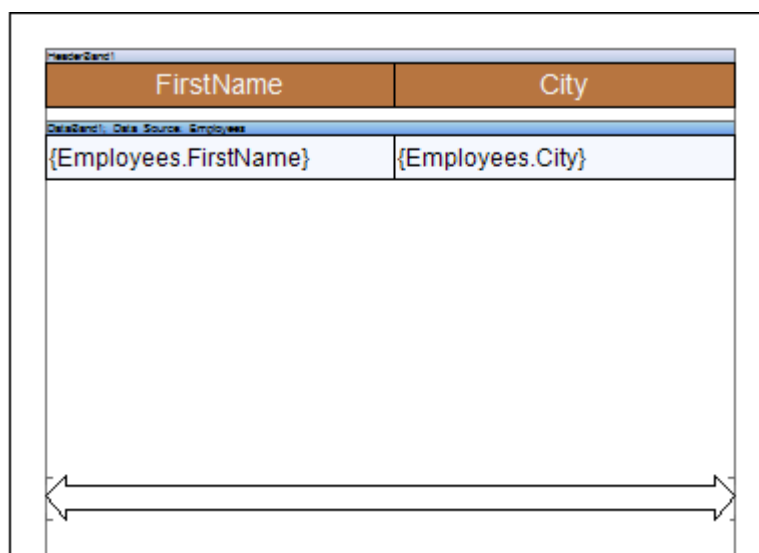 HeaderBand1
FirstName City
DataBand1; Data Source: Employees
{Employees.FirstName} {Employees.City}